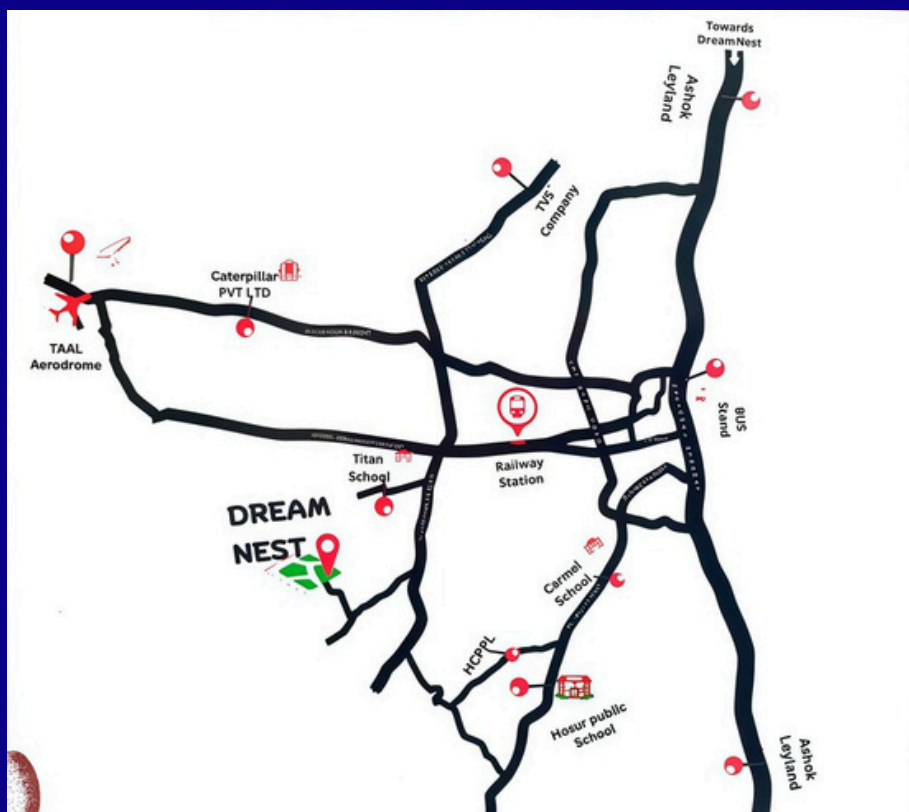 Towards
DreamNest
Ashok
Leyland
TVS
Company
Caterpillar
PVT LTD
TAAL
Aerodrome
BUS
Stand
Titan
School
Railway
Station
DREAM
NEST
Carmel
School
HCPPL
Hosur public
School
Ashok
Leyland